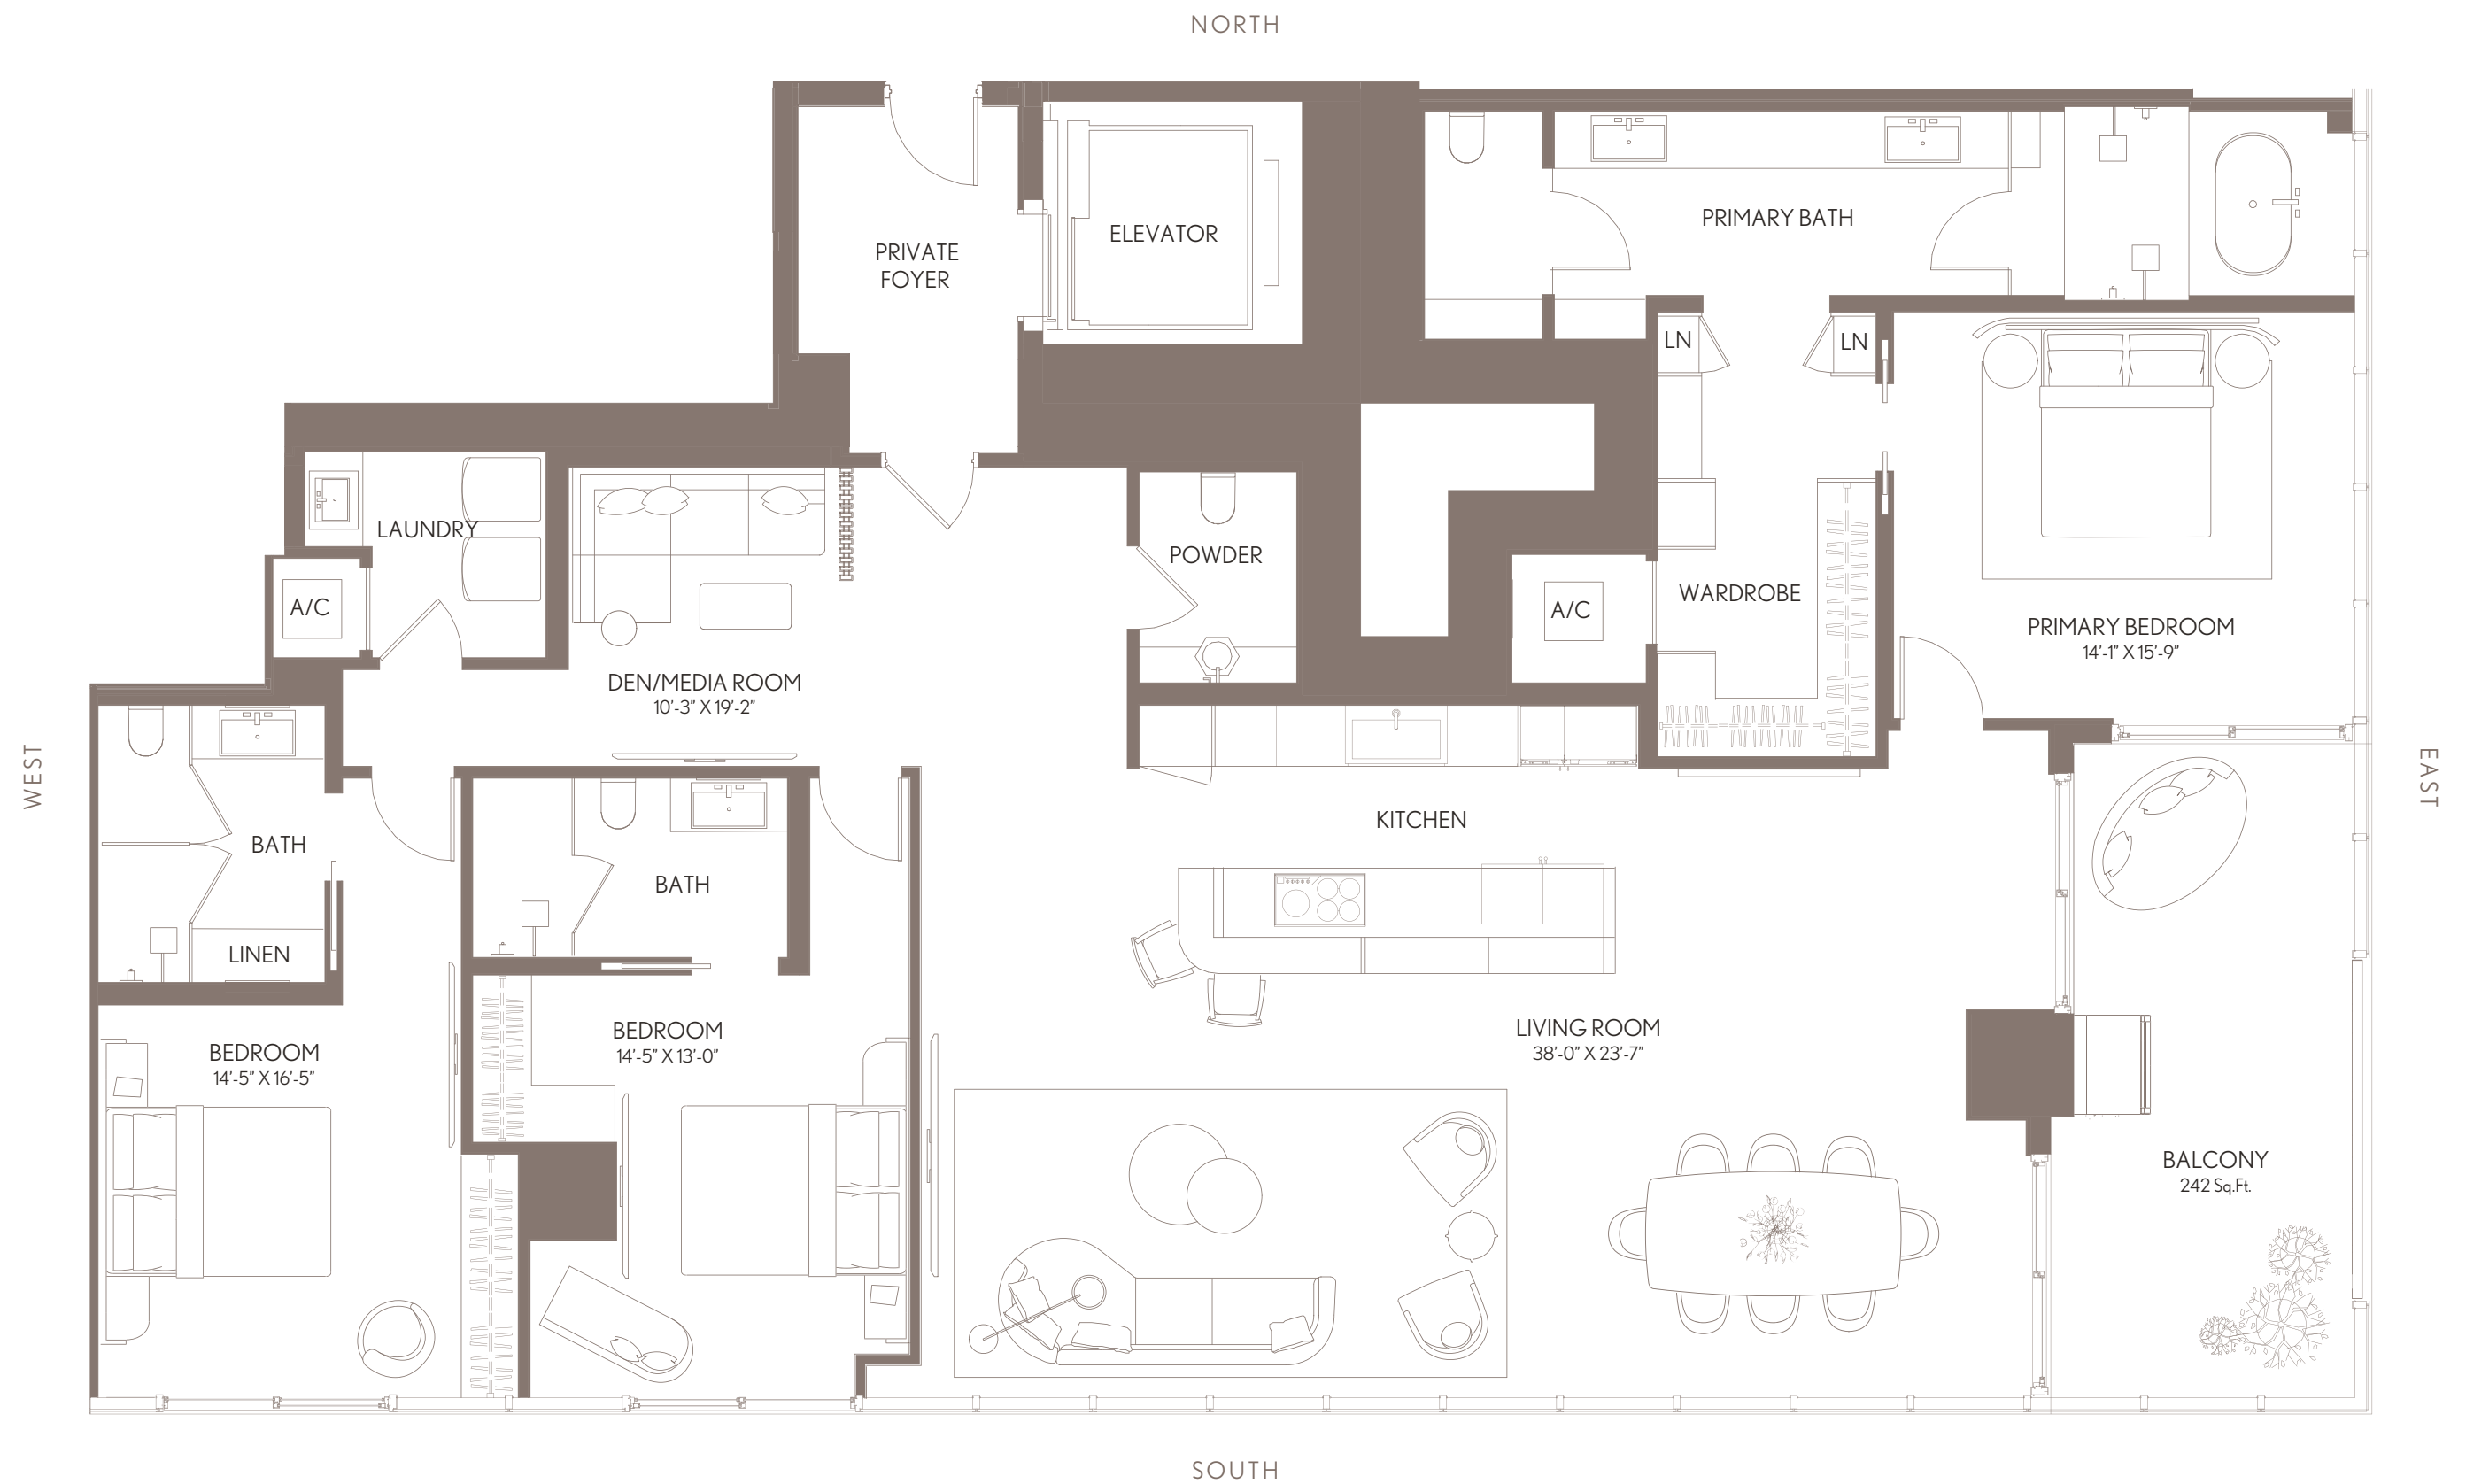 NORTH
PRIVATE
FOYER
ELEVATOR
PRIMARY BATH
LN
LN
LAUNDRY
A/C
POWDER
A/C
WARDROBE
PRIMARY BEDROOM
14'-1" X 15'-9"
DEN/MEDIA ROOM
10'-3" X 19'-2"
WEST
EAST
BATH
BATH
LINEN
KITCHEN
BEDROOM
14'-5" X 16'-5"
BEDROOM
14'-5" X 13'-0"
LIVING ROOM
38'-0" X 23'-7"
BALCONY
242 Sq.Ft.
SOUTH